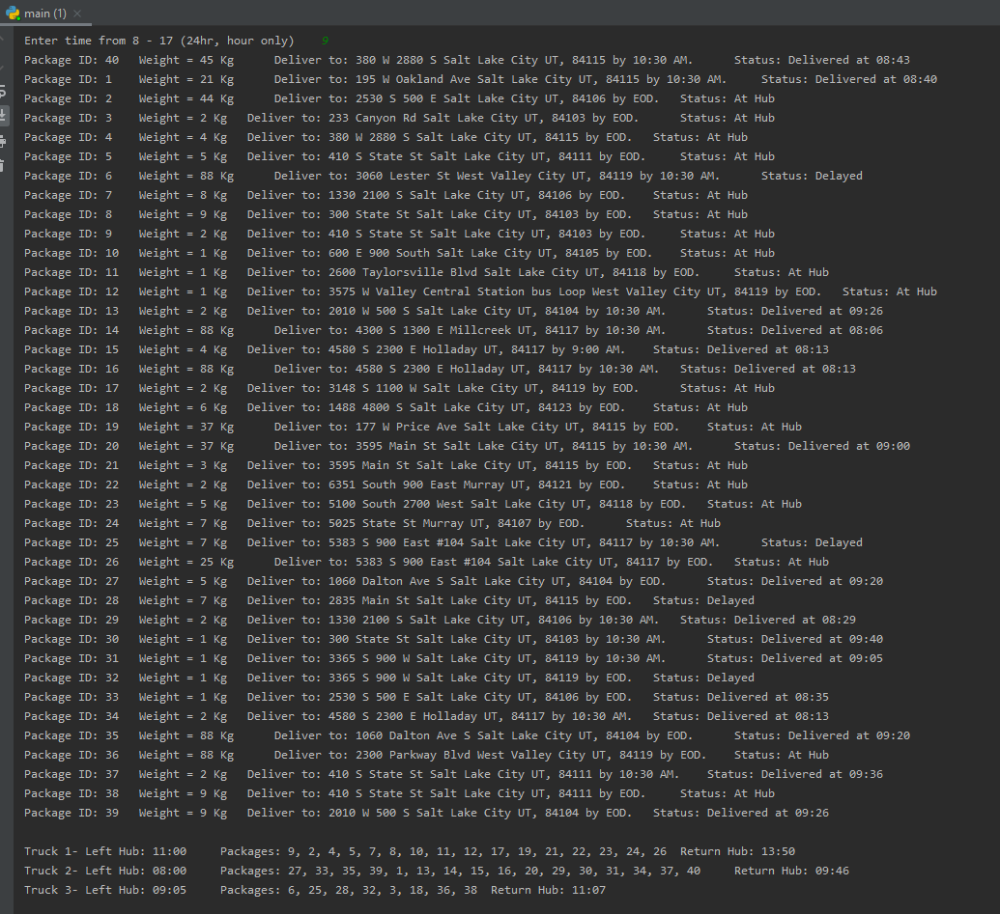 main (1)
Enter time from 8 - 17 (24hr, hour only) 9
Package ID: 40 Weight = 45 Kg Deliver to: 380 W 2880 S Salt Lake City UT, 84115 by 10:30 AM. Status: Delivered at 08:43
Package ID: 1 Weight = 21 Kg Deliver to: 195 W Oakland Ave Salt Lake City UT, 84115 by 10:30 AM. Status: Delivered at 08:40
Package ID: 2 Weight = 44 Kg Deliver to: 2530 S 500 E Salt Lake City UT, 84106 by EOD. Status: At Hub
Package ID: 3 Weight = 2 Kg Deliver to: 233 Canyon Rd Salt Lake City UT, 84103 by EOD. Status: At Hub
Package ID: 4 Weight = 4 Kg Deliver to: 380 W 2880 S Salt Lake City UT, 84115 by EOD. Status: At Hub
Package ID: 5 Weight = 5 Kg Deliver to: 410 S State St Salt Lake City UT, 84111 by EOD. Status: At Hub
Package ID: 6 Weight = 88 Kg Deliver to: 3060 Lester St West Valley City UT, 84119 by 10:30 AM. Status: Delayed
Package ID: 7 Weight = 8 Kg Deliver to: 1330 2100 S Salt Lake City UT, 84106 by EOD. Status: At Hub
Package ID: 8 Weight = 9 Kg Deliver to: 300 State St Salt Lake City UT, 84103 by EOD. Status: At Hub
Package ID: 9 Weight = 2 Kg Deliver to: 410 S State St Salt Lake City UT, 84103 by EOD. Status: At Hub
Package ID: 10 Weight = 1 Kg Deliver to: 600 E 900 South Salt Lake City UT, 84105 by EOD. Status: At Hub
Package ID: 11 Weight = 1 Kg Deliver to: 2600 Taylorsville Blvd Salt Lake City UT, 84118 by EOD. Status: At Hub
Package ID: 12 Weight = 1 Kg Deliver to: 3575 W Valley Central Station bus Loop West Valley City UT, 84119 by EOD. Status: At Hub
Package ID: 13 Weight = 2 Kg Deliver to: 2010 W 500 S Salt Lake City UT, 84104 by 10:30 AM. Status: Delivered at 09:26
Package ID: 14 Weight = 88 Kg Deliver to: 4300 S 1300 E Millcreek UT, 84117 by 10:30 AM. Status: Delivered at 08:06
Package ID: 15 Weight = 4 Kg Deliver to: 4580 S 2300 E Holladay UT, 84117 by 9:00 AM. Status: Delivered at 08:13
Package ID: 16 Weight = 88 Kg Deliver to: 4580 S 2300 E Holladay UT, 84117 by 10:30 AM. Status: Delivered at 08:13
Package ID: 17 Weight = 2 Kg Deliver to: 3148 S 1100 W Salt Lake City UT, 84119 by EOD. Status: At Hub
Package ID: 18 Weight = 6 Kg Deliver to: 1488 4800 S Salt Lake City UT, 84123 by EOD. Status: At Hub
Package ID: 19 Weight = 37 Kg Deliver to: 177 W Price Ave Salt Lake City UT, 84115 by EOD. Status: At Hub
Package ID: 20 Weight = 37 Kg Deliver to: 3595 Main St Salt Lake City UT, 84115 by 10:30 AM. Status: Delivered at 09:00
Package ID: 21 Weight = 3 Kg Deliver to: 3595 Main St Salt Lake City UT, 84115 by EOD. Status: At Hub
Package ID: 22 Weight = 2 Kg Deliver to: 6351 South 900 East Murray UT, 84121 by EOD. Status: At Hub
Package ID: 23 Weight = 5 Kg Deliver to: 5100 South 2700 West Salt Lake City UT, 84118 by EOD. Status: At Hub
Package ID: 24 Weight = 7 Kg Deliver to: 5025 State St Murray UT, 84107 by EOD. Status: At Hub
Package ID: 25 Weight = 7 Kg Deliver to: 5383 S 900 East #104 Salt Lake City UT, 84117 by 10:30 AM. Status: Delayed
Package ID: 26 Weight = 25 Kg Deliver to: 5383 S 900 East #104 Salt Lake City UT, 84117 by EOD. Status: At Hub
Package ID: 27 Weight = 5 Kg Deliver to: 1060 Dalton Ave S Salt Lake City UT, 84104 by EOD. Status: Delivered at 09:20
Package ID: 28 Weight = 7 Kg Deliver to: 2835 Main St Salt Lake City UT, 84115 by EOD. Status: Delayed
Package ID: 29 Weight = 2 Kg Deliver to: 1330 2100 S Salt Lake City UT, 84106 by 10:30 AM. Status: Delivered at 08:29
Package ID: 30 Weight = 1 Kg Deliver to: 300 State St Salt Lake City UT, 84103 by 10:30 AM. Status: Delivered at 09:40
Package ID: 31 Weight = 1 Kg Deliver to: 3365 S 900 W Salt Lake City UT, 84119 by 10:30 AM. Status: Delivered at 09:05
Package ID: 32 Weight = 1 Kg Deliver to: 3365 S 900 W Salt Lake City UT, 84119 by EOD. Status: Delayed
Package ID: 33 Weight = 1 Kg Deliver to: 2530 S 500 E Salt Lake City UT, 84106 by EOD. Status: Delivered at 08:35
Package ID: 34 Weight = 2 Kg Deliver to: 4580 S 2300 E Holladay UT, 84117 by 10:30 AM. Status: Delivered at 08:13
Package ID: 35 Weight = 88 Kg Deliver to: 1060 Dalton Ave S Salt Lake City UT, 84104 by EOD. Status: Delivered at 09:20
Package ID: 36 Weight = 88 Kg Deliver to: 2300 Parkway Blvd West Valley City UT, 84119 by EOD. Status: At Hub
Package ID: 37 Weight = 2 Kg Deliver to: 410 S State St Salt Lake City UT, 84111 by 10:30 AM. Status: Delivered at 09:36
Package ID: 38 Weight = 9 Kg Deliver to: 410 S State St Salt Lake City UT, 84111 by EOD. Status: At Hub
Package ID: 39 Weight = 9 Kg Deliver to: 2010 W 500 S Salt Lake City UT, 84104 by EOD. Status: Delivered at 09:26
Truck 1- Left Hub: 11:00 Packages: 9, 2, 4, 5, 7, 8, 10, 11, 12, 17, 19, 21, 22, 23, 24, 26 Return Hub: 13:50
Truck 2- Left Hub: 08:00 Packages: 27, 33, 35, 39, 1, 13, 14, 15, 16, 20, 29, 30, 31, 34, 37, 40 Return Hub: 09:46
Truck 3- Left Hub: 09:05 Packages: 6, 25, 28, 32, 3, 18, 36, 38 Return Hub: 11:07